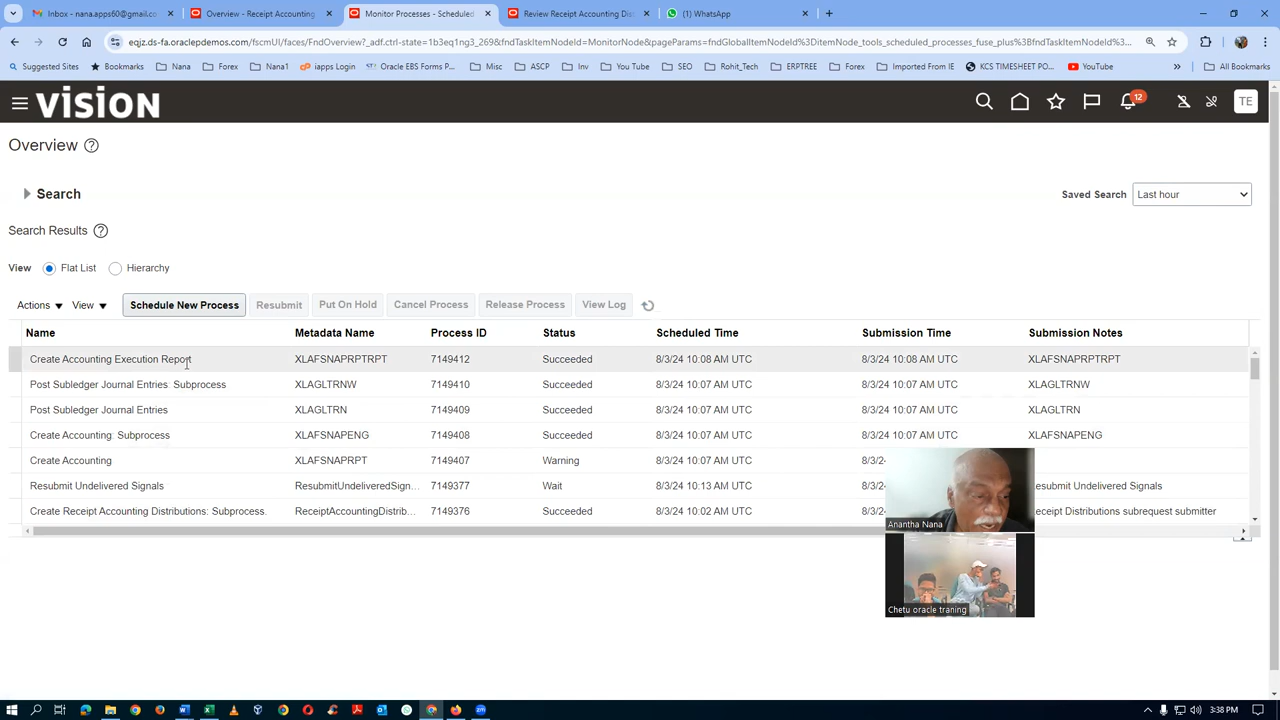 Inbox - nana.apps60@gmail.co
Overview - Receipt Accounting
Monitor Processes - Scheduled
Review Receipt Accounting Dist
(1) WhatsApp
eqjz.ds-fa.oraclepdemos.com/fscmUI/faces/FndOverview?_adf.ctrl-state=1b3eq1ng3_269&fndTaskItemNodeId=MonitorNode&pageParams=fndGlobalItemNodeId%3DitemNode_tools_scheduled_processes_fuse_plus%3BfndTaskItemNodeId%3DM...
Suggested Sites
Bookmarks
Nana
Forex
Nana1
iapps Login
Oracle EBS Forms P...
Misc
ASCP
Inv
You Tube
SEO
Rohit_Tech
ERPTREE
Forex
Imported From IE
KCS TIMESHEET PO...
YouTube
»
All Bookmarks
VISION
12
TE
Overview
Search
Saved Search Last hour
Search Results
View Flat List Hierarchy
Actions View Schedule New Process Resubmit Put On Hold Cancel Process Release Process View Log
Name Metadata Name Process ID Status Scheduled Time Submission Time Submission Notes
Create Accounting Execution Report XLAFSNAPRPTRPT 7149412 Succeeded 8/3/24 10:08 AM UTC 8/3/24 10:08 AM UTC XLAFSNAPRPTRPT
Post Subledger Journal Entries: Subprocess XLAGLTRNW 7149410 Succeeded 8/3/24 10:07 AM UTC 8/3/24 10:07 AM UTC XLAGLTRNW
Post Subledger Journal Entries XLAGLTRN 7149409 Succeeded 8/3/24 10:07 AM UTC 8/3/24 10:07 AM UTC XLAGLTRN
Create Accounting: Subprocess XLAFSNAPENG 7149408 Succeeded 8/3/24 10:07 AM UTC 8/3/24 10:07 AM UTC XLAFSNAPENG
Create Accounting XLAFSNAPRPT 7149407 Warning 8/3/24 10:07 AM UTC 8/3/2
Resubmit Undelivered Signals ResubmitUndeliveredSign... 7149377 Wait 8/3/24 10:13 AM UTC 8/3/2 esubmit Undelivered Signals
Create Receipt Accounting Distributions: Subprocess. ReceiptAccountingDistrib... 7149376 Succeeded 8/3/24 10:02 AM UTC 8/3/2 eceipt Distributions subrequest submitter
Anantha Nana
Chetu oracle traning
3:38 PM